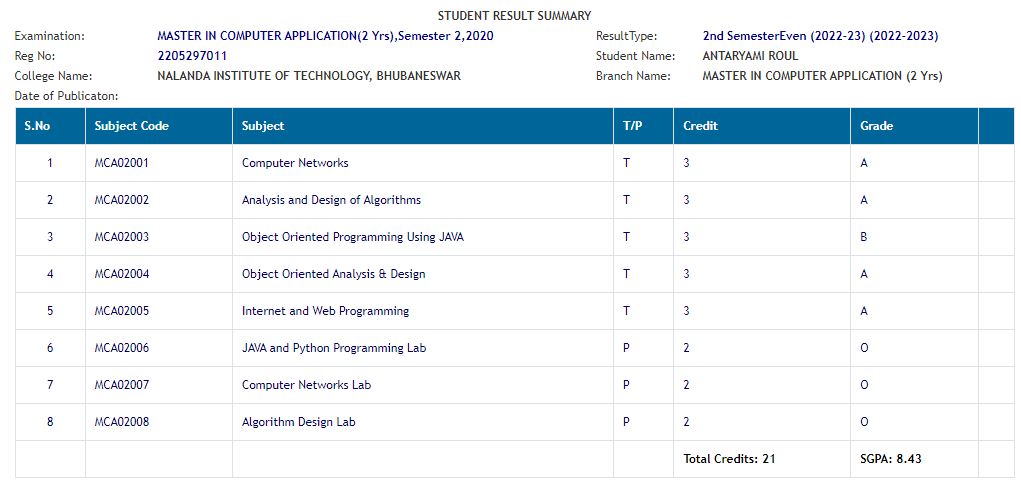 STUDENT RESULT SUMMARY
Examination: MASTER IN COMPUTER APPLICATION(2 Yrs),Semester 2,2020 ResultType: 2nd SemesterEven (2022-23) (2022-2023)
Reg No: 2205297011 Student Name: ANTARYAMI ROUL
College Name: NALANDA INSTITUTE OF TECHNOLOGY, BHUBANESWAR Branch Name: MASTER IN COMPUTER APPLICATION (2 Yrs)
Date of Publicaton:
S.No Subject Code Subject T/P Credit Grade
1 MCA02001 Computer Networks T 3 A
2 MCA02002 Analysis and Design of Algorithms T 3 A
3 MCA02003 Object Oriented Programming Using JAVA T 3 B
4 MCA02004 Object Oriented Analysis & Design T 3 A
5 MCA02005 Internet and Web Programming T 3 A
6 MCA02006 JAVA and Python Programming Lab P 2 O
7 MCA02007 Computer Networks Lab P 2 O
8 MCA02008 Algorithm Design Lab P 2 O
Total Credits: 21 SGPA: 8.43